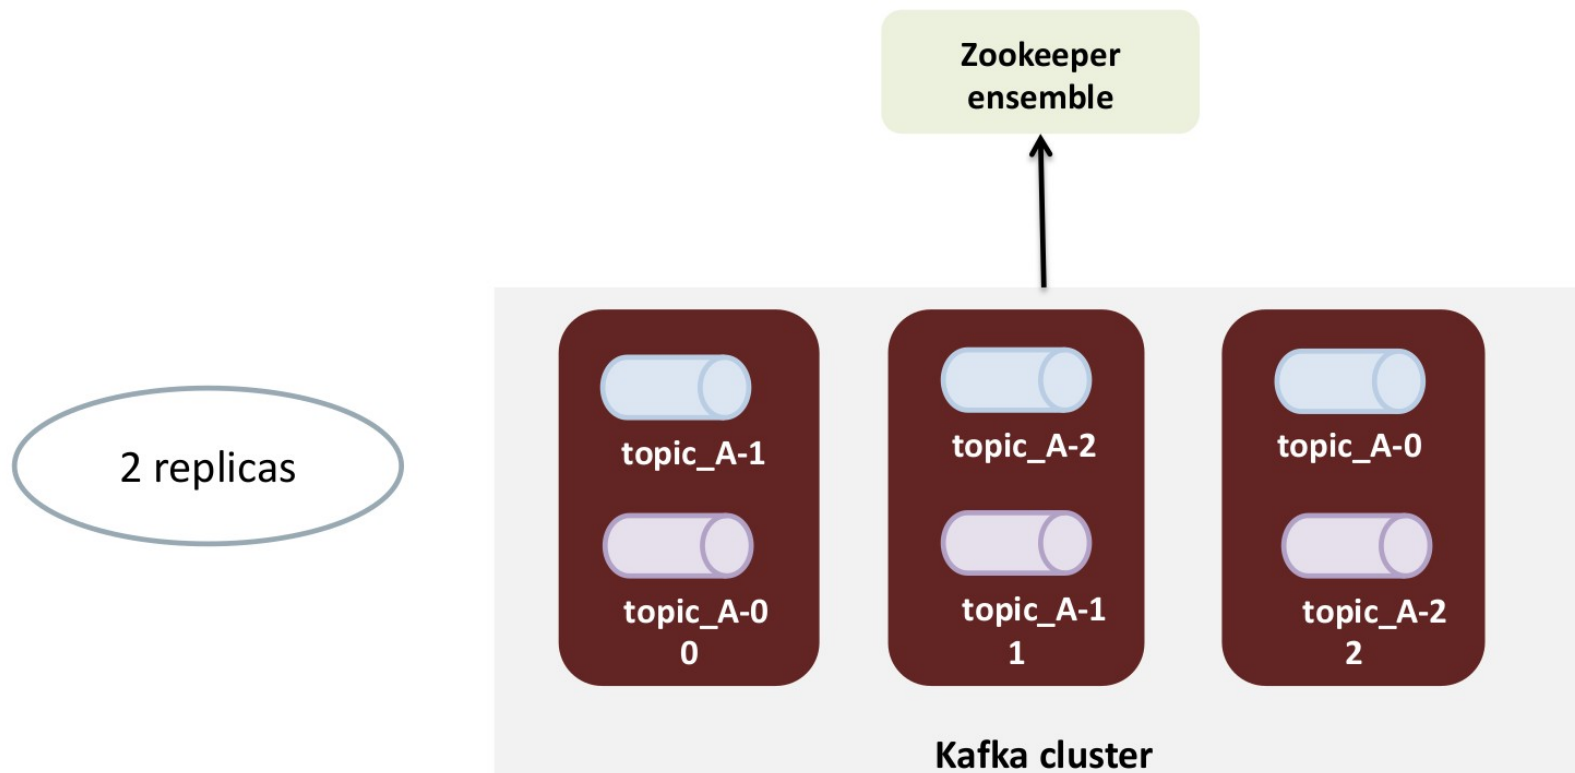 Zookeeper
ensemble
2 replicas
topic_A-1
topic_A-2
topic_A-0
topic_A-0
0
topic_A-1
1
topic_A-2
2
Kafka cluster